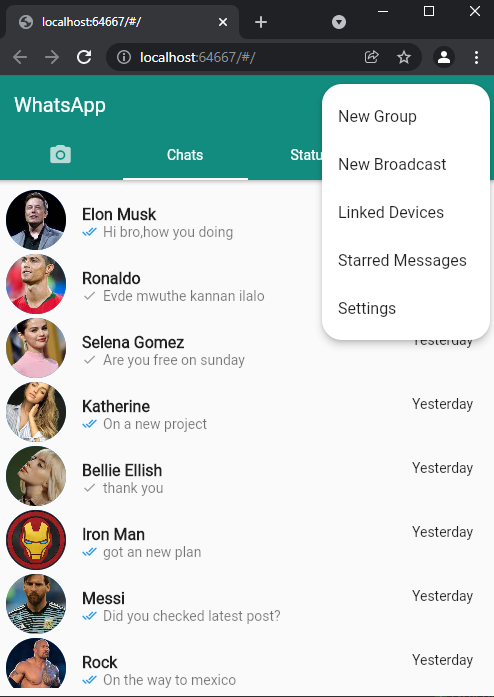 localhost:64667/#/
localhost:64667/#/
WhatsApp
New Group
New Broadcast
Linked Devices
Starred Messages
Settings
Chats
Statu
Elon Musk
Hi bro,how you doing
Ronaldo
Evde mwuthe kannan ilalo
Selena Gomez
Yesterday
Are you free on sunday
Katherine
Yesterday
On a new project
Bellie Ellish
Yesterday
thank you
Iron Man
Yesterday
got an new plan
Messi
Yesterday
Did you checked latest post?
Rock
Yesterday
On the way to mexico